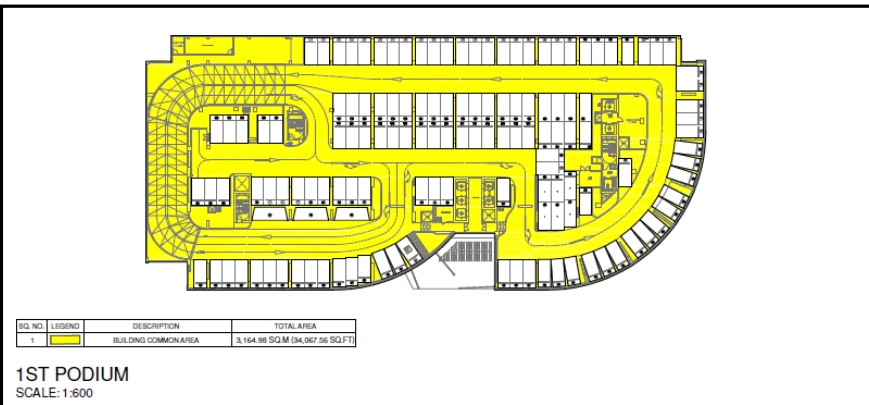 SQ. NO. LEGEND DESCRIPTION TOTAL AREA
1 BUILDING COMMON AREA 3,164.98 SQ.M (34,067.56 SQ.FT)
1ST PODIUM
SCALE: 1:600